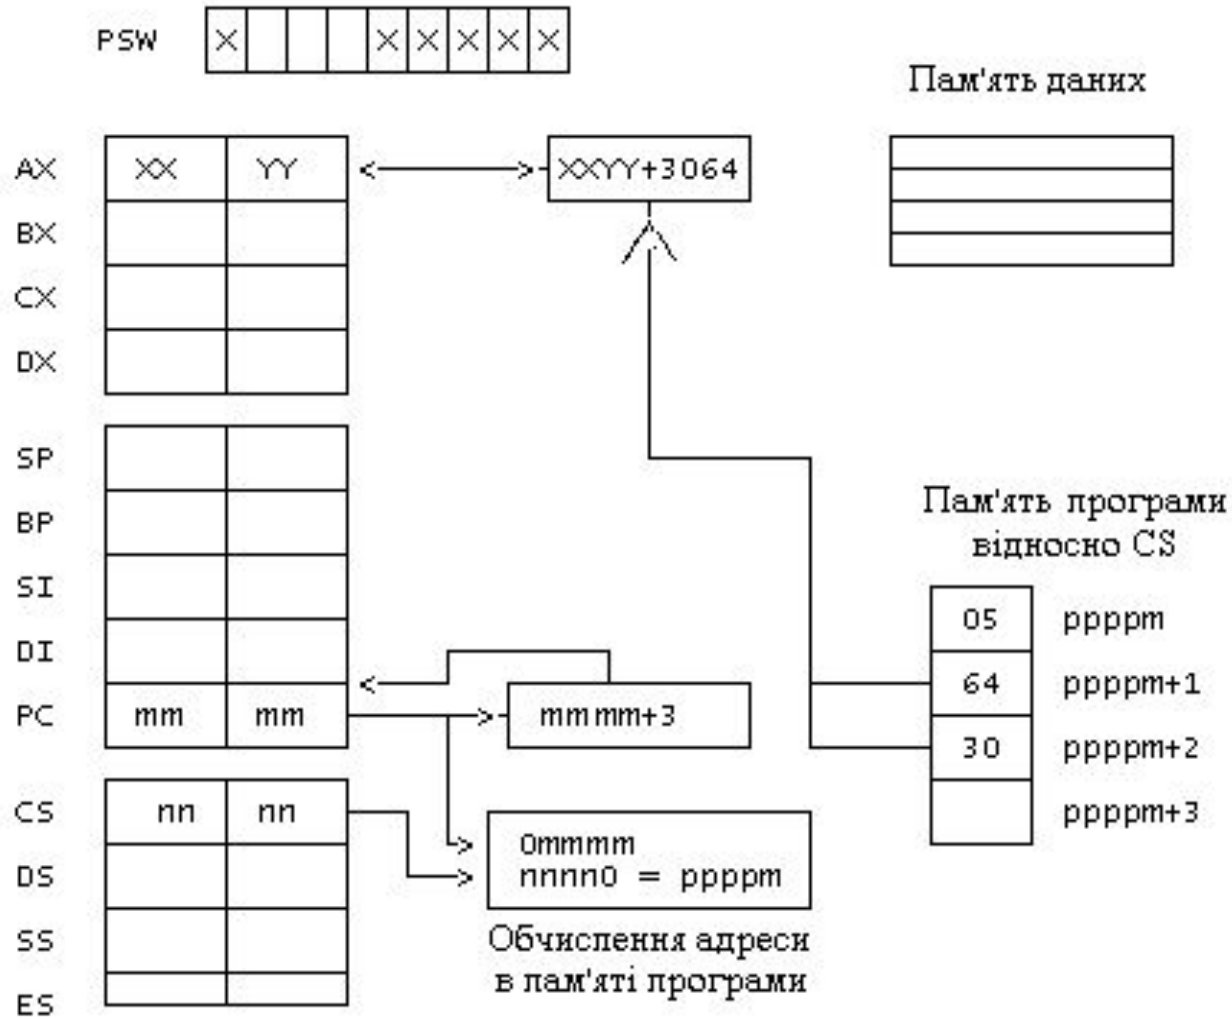 PSW X X X X X X
Пам'ять даних
AX XX YY XXYY+3064
BX
CX
DX
SP
BP
Пам'ять програми
відносно CS
SI
05 ppppm
DI
64 ppppm+1
PC mm mm mmmm+3
30 ppppm+2
CS nn nn
ppppm+3
0mmmm
DS
nnnn0 = ppppm
SS
Обчислення адреси
в пам'яті програми
ES